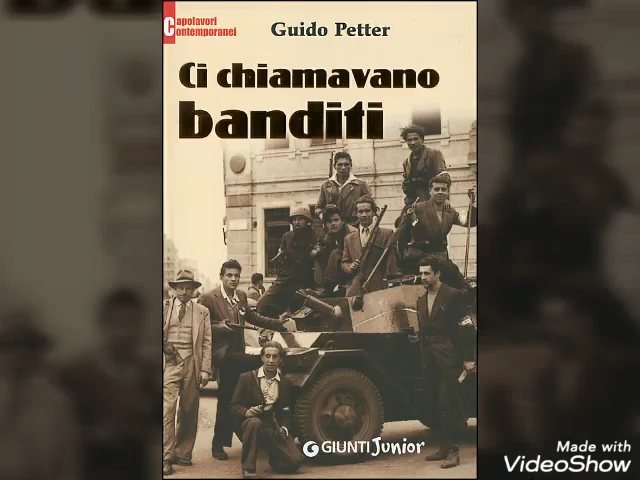 Capolavori
Contemporanei
Guido Petter
Ci chiamavano
banditi
GIUNTI Junior
Made with
VideoShow